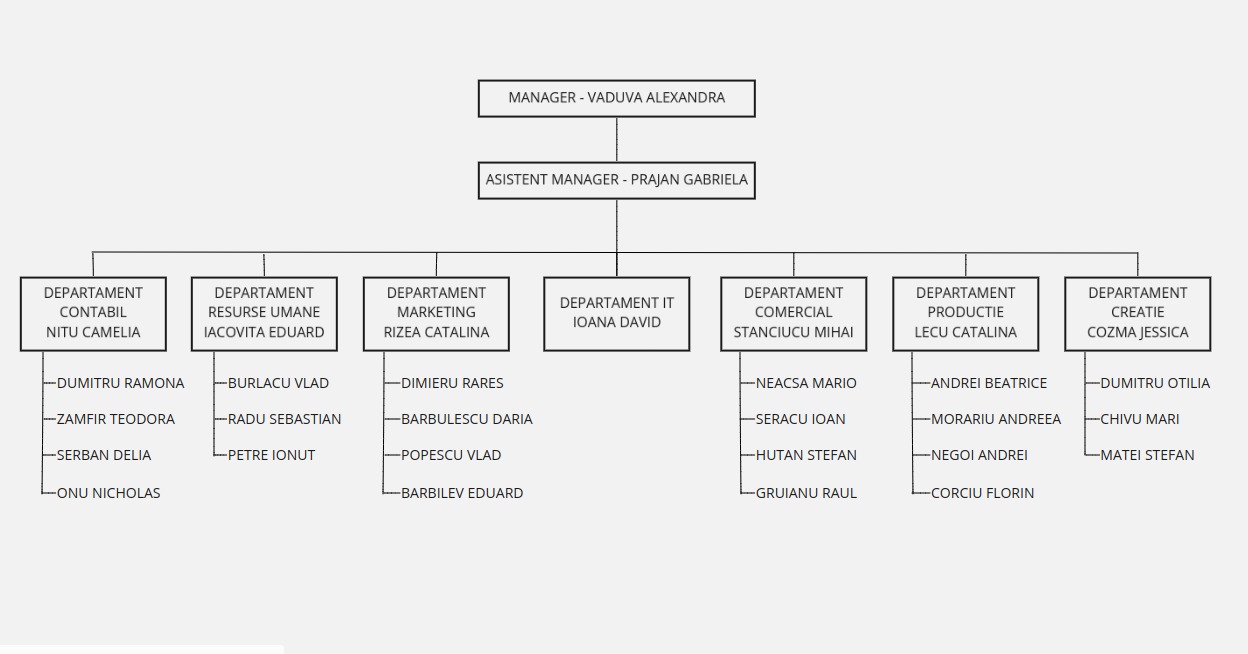 MANAGER - VADUVA ALEXANDRA
ASISTENT MANAGER - PRAJAN GABRIELA
DEPARTAMENT
CONTABIL
NITU CAMELIA
DUMITRU RAMONA
ZAMFIR TEODORA
SERBAN DELIA
ONU NICHOLAS
DEPARTAMENT
RESURSE UMANE
IACOVITA EDUARD
BURLACU VLAD
RADU SEBASTIAN
PETRE IONUT
DEPARTAMENT
MARKETING
RIZEA CATALINA
DIMIERU RARES
BARBULESCU DARIA
POPESCU VLAD
BARBILEV EDUARD
DEPARTAMENT IT
IOANA DAVID
DEPARTAMENT
COMERCIAL
STANCIUCU MIHAI
NEACSA MARIO
SERACU IOAN
HUTAN STEFAN
GRUIANU RAUL
DEPARTAMENT
PRODUCTIE
LECU CATALINA
ANDREI BEATRICE
MORARIU ANDREEA
NEGOI ANDREI
CORCIU FLORIN
DEPARTAMENT
CREATIE
COZMA JESSICA
DUMITRU OTILIA
CHIVU MARI
MATEI STEFAN